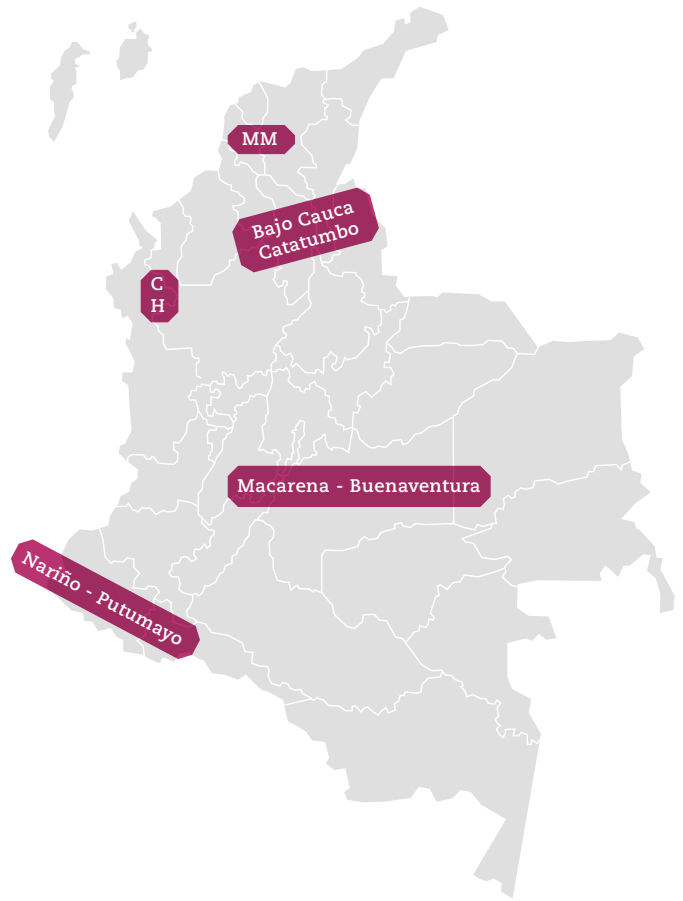 MM
Bajo Cauca
Catatumbo
C
H
Macarena - Buenaventura
Nariño - Putumayo